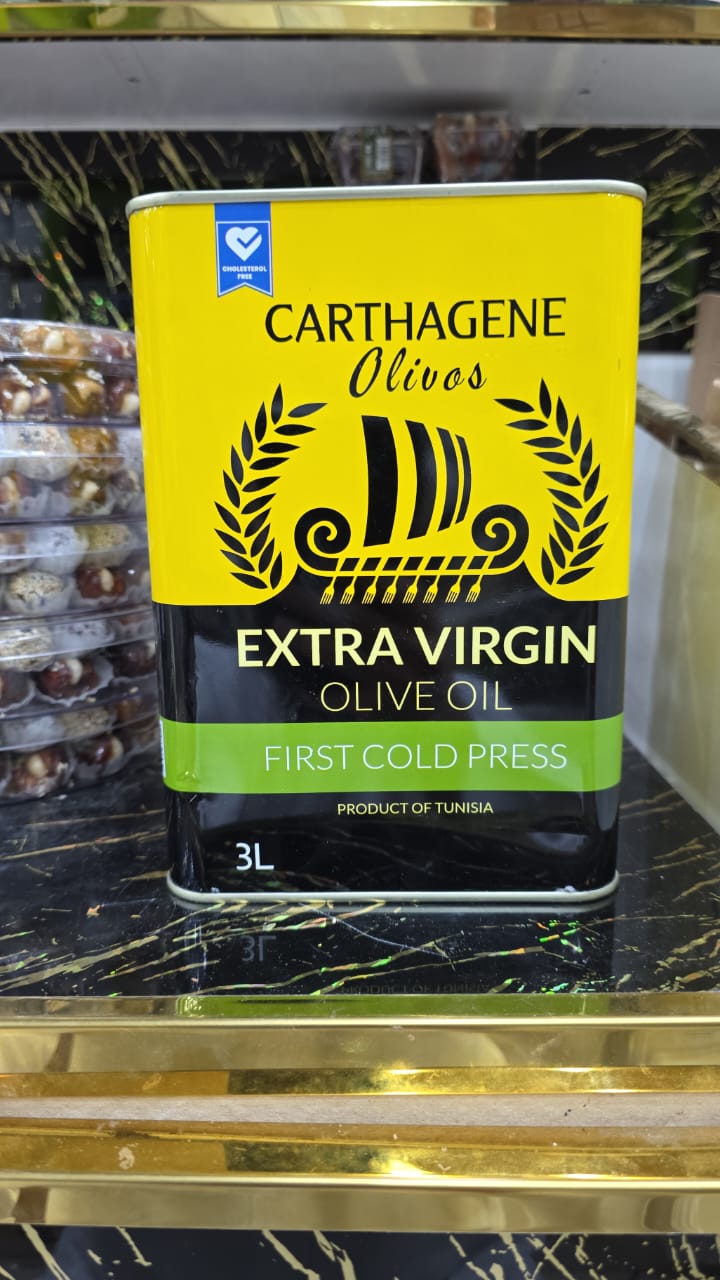 CHOLESTEROL
FREE
CARTHAGENE
Olivos
EXTRA VIRGIN
OLIVE OIL
FIRST COLD PRESS
PRODUCT OF TUNISIA
3L